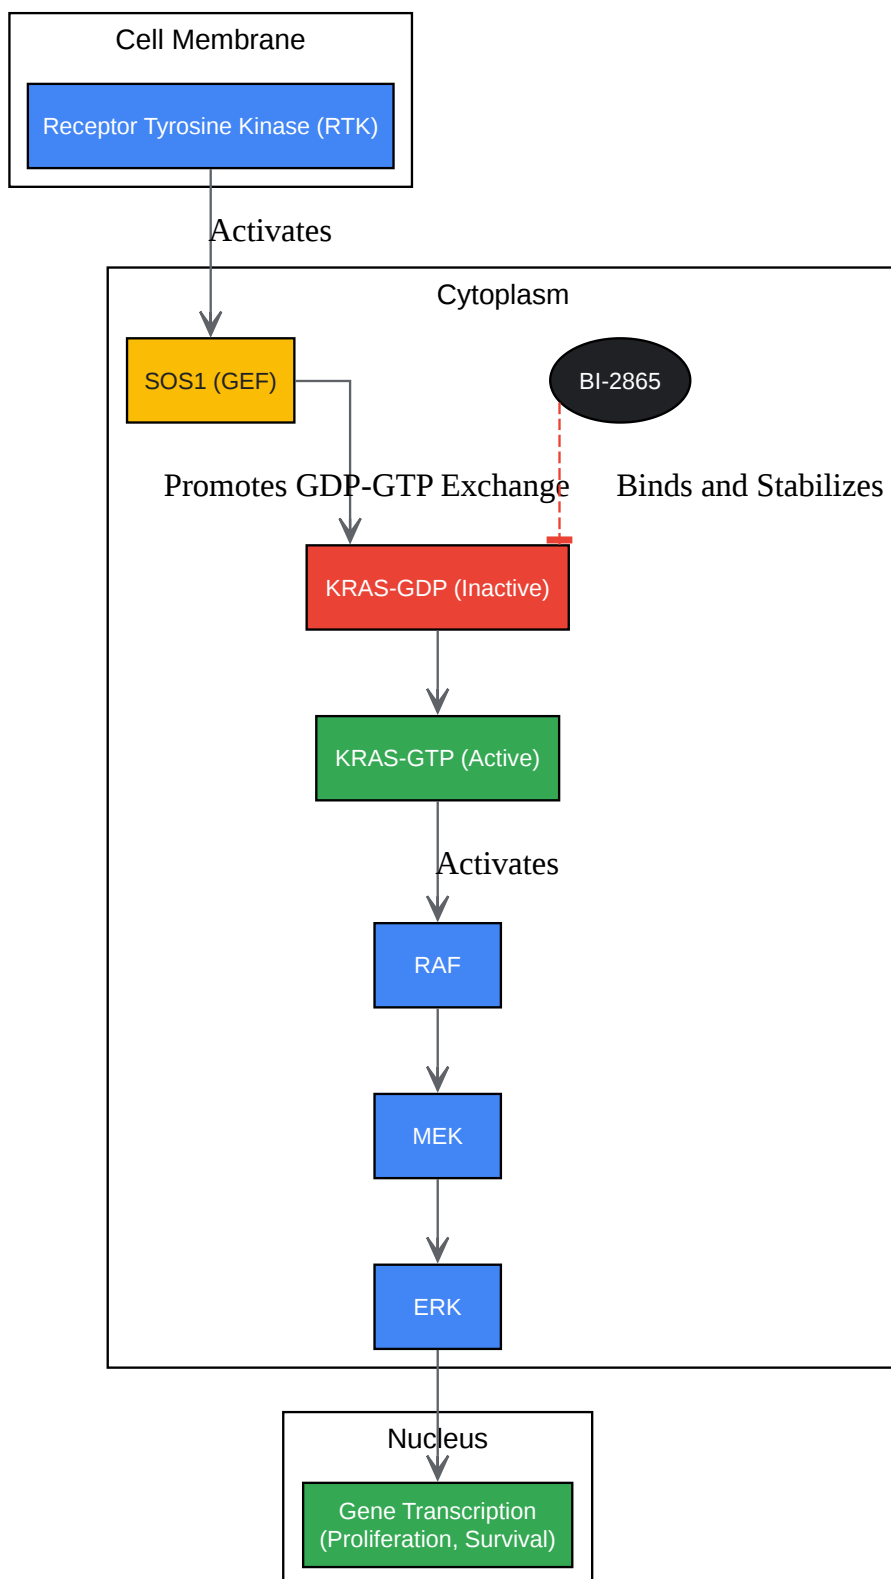 Cell Membrane
Receptor Tyrosine Kinase (RTK)
Activates
Cytoplasm
SOS1 (GEF)
BI-2865
Promotes GDP-GTP Exchange
Binds and Stabilizes
KRAS-GDP (Inactive)
KRAS-GTP (Active)
Activates
RAF
MEK
ERK
Nucleus
Gene Transcription
(Proliferation, Survival)